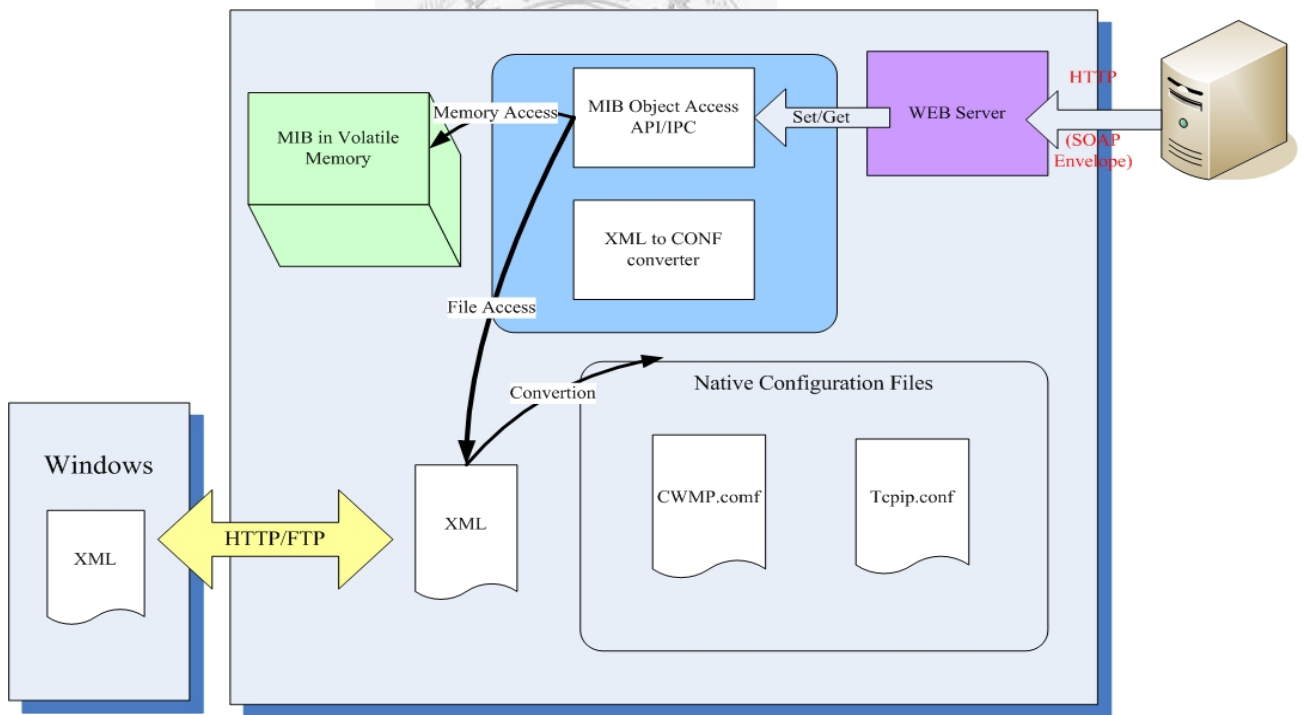 HTTP
MIB Object Access
API/IPC
Memory Access
Set/Get
WEB Server
MIB in Volatile
Memory
(SOAP
Envelope)
XML to CONF
converter
File Access
Native Configuration Files
Convertion
Windows
CWMP.comf
Tcpip.conf
XML
HTTP/FTP
XML